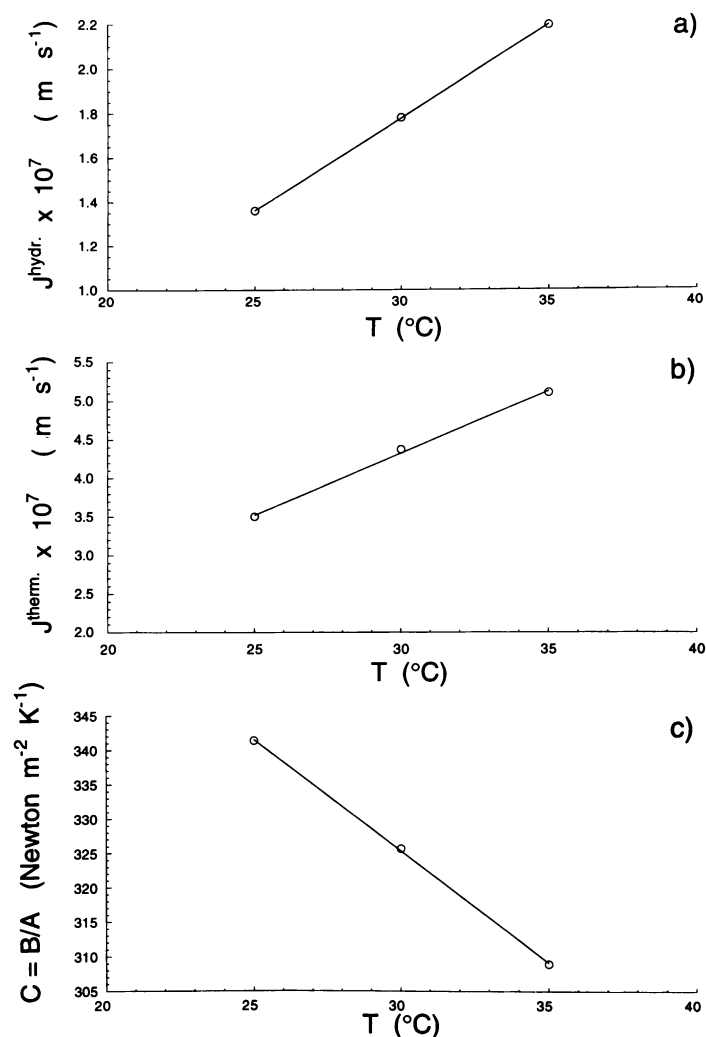 a)
J^hydr. x 10^7 ( m s^-1)
2.2
2.0
1.8
1.6
1.4
1.2
1.0
20 25 30 35 40
T (°C)
b)
J^therm. x 10^7 ( m s^-1)
5.5
5.0
4.5
4.0
3.5
3.0
2.5
2.0
20 25 30 35 40
T (°C)
c)
C = B/A (Newton m^-2 K^-1)
345
340
335
330
325
320
315
310
305
20 25 30 35 40
T (°C)